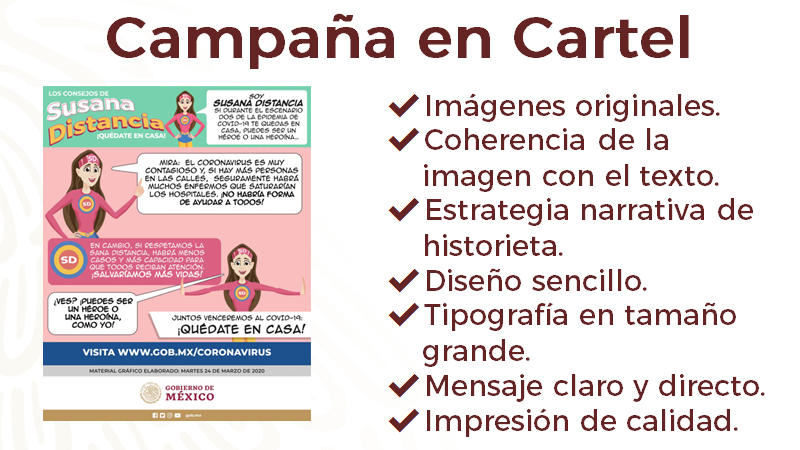 Campaña en Cartel
LOS CONSEJOS DE
Susana
Distancia
¡QUÉDATE EN CASA!
SOY
SUSANA DISTANCIA
SI DURANTE EL ESCENARIO
DOS DE LA EPIDEMIA DE
COVID-19 TE QUEDAS EN
CASA, PUEDES SER UN
HÉROE O UNA HEROÍNA...
SD
MIRA: EL CORONAVIRUS ES MUY
CONTAGIOSO Y, SI HAY MÁS PERSONAS
EN LAS CALLES, SEGURAMENTE HABRÁ
MUCHOS ENFERMOS QUE SATURARÍAN
LOS HOSPITALES. ¡NO HABRÍA FORMA
DE AYUDAR A TODOS!
SD
SD
EN CAMBIO, SI RESPETAMOS LA
SANA DISTANCIA, HABRÁ MENOS
CASOS Y MÁS CAPACIDAD PARA
QUE TODOS RECIBAN ATENCIÓN.
¡SALVARÍAMOS MÁS VIDAS!
¿VES? ¡PUEDES SER
UN HÉROE O
UNA HEROÍNA,
COMO YO!
SD
JUNTOS VENCEREMOS AL COVID-19:
¡QUÉDATE EN CASA!
VISITA WWW.GOB.MX/CORONAVIRUS
MATERIAL GRÁFICO ELABORADO: MARTES 24 DE MARZO DE 2020
GOBIERNO DE
MÉXICO
gob.mx
Imágenes originales.
Coherencia de la
imagen con el texto.
Estrategia narrativa de
historieta.
Diseño sencillo.
Tipografía en tamaño
grande.
Mensaje claro y directo.
Impresión de calidad.